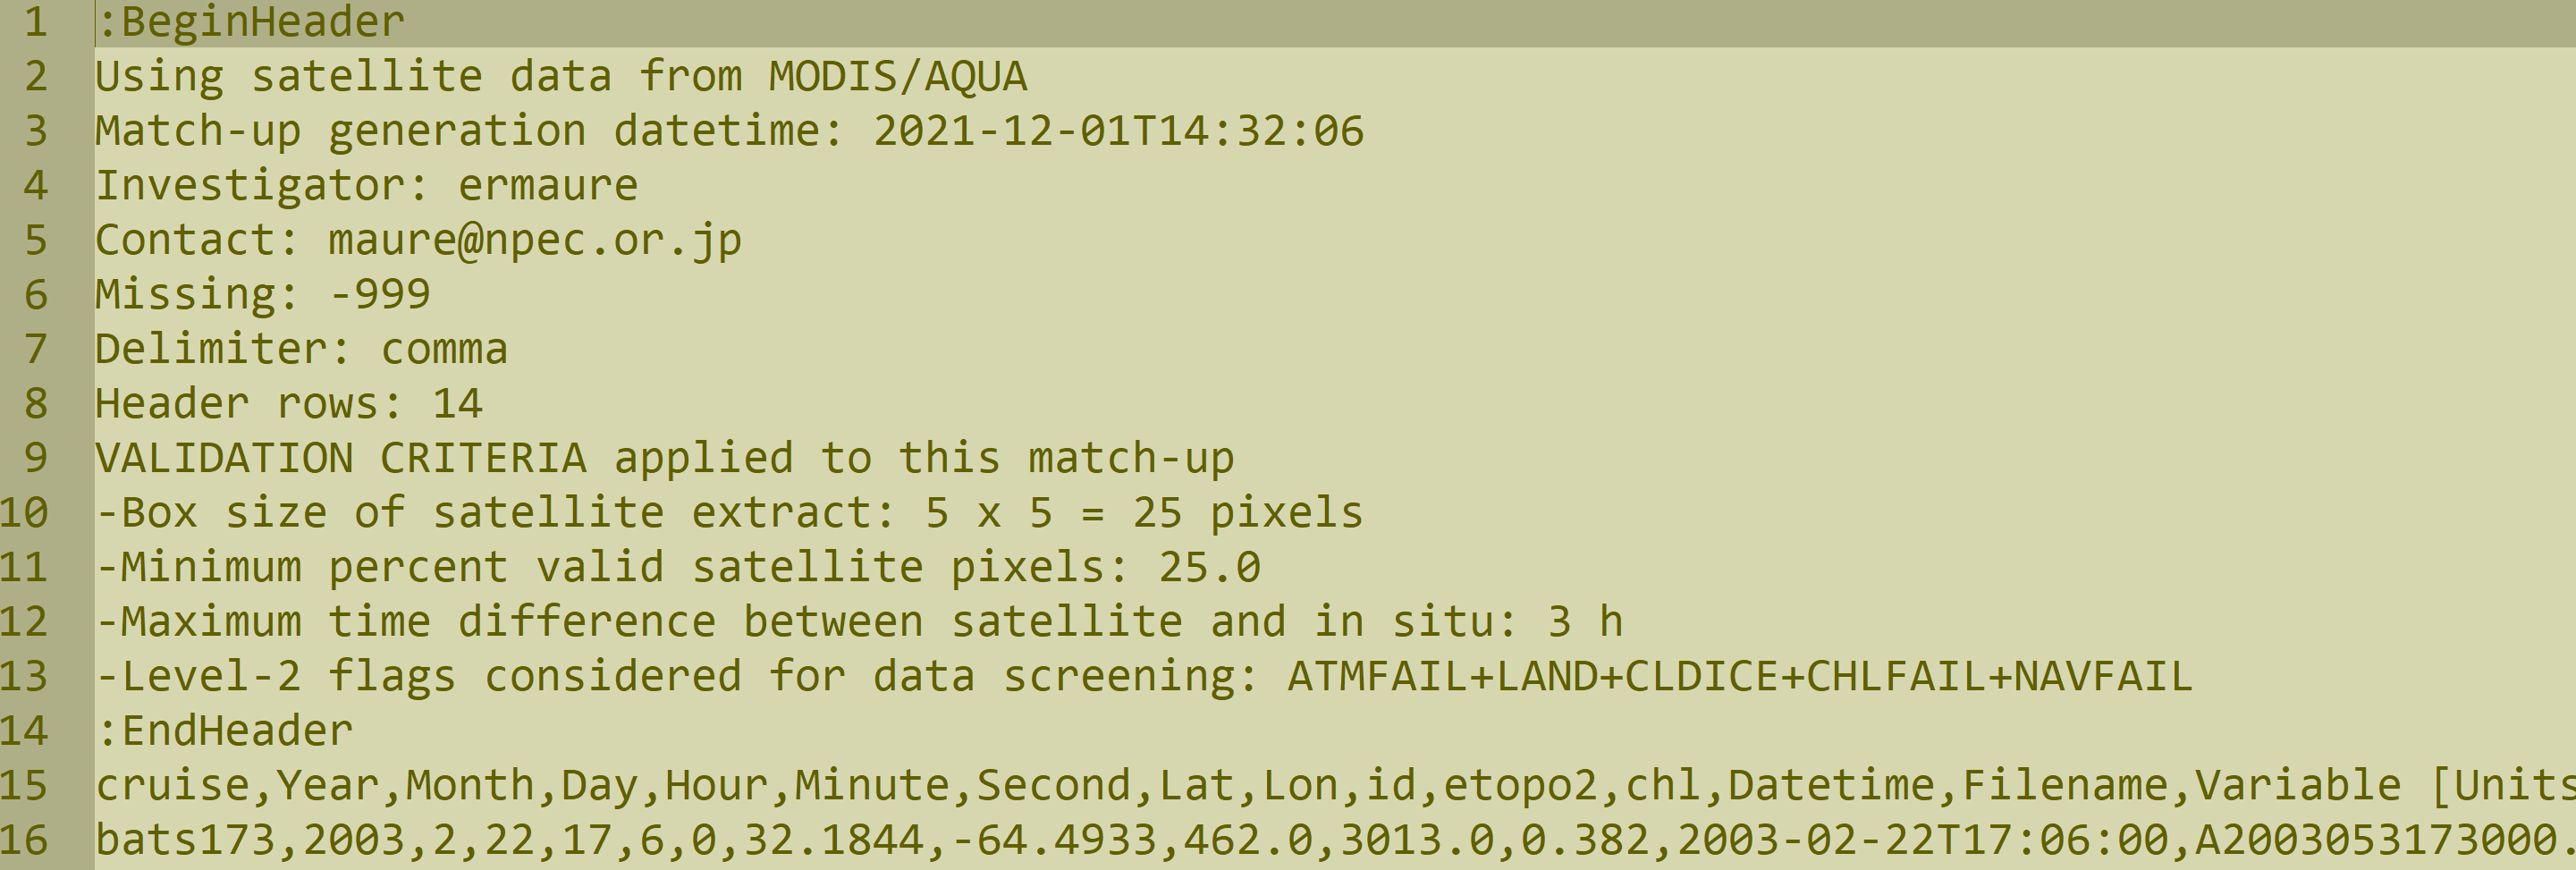 1 :BeginHeader
2 Using satellite data from MODIS/AQUA
3 Match-up generation datetime: 2021-12-01T14:32:06
4 Investigator: ermaure
5 Contact: maure@npec.or.jp
6 Missing: -999
7 Delimiter: comma
8 Header rows: 14
9 VALIDATION CRITERIA applied to this match-up
10 -Box size of satellite extract: 5 x 5 = 25 pixels
11 -Minimum percent valid satellite pixels: 25.0
12 -Maximum time difference between satellite and in situ: 3 h
13 -Level-2 flags considered for data screening: ATMFAIL+LAND+CLDICE+CHLFAIL+NAVFAIL
14 :EndHeader
15 cruise,Year,Month,Day,Hour,Minute,Second,Lat,Lon,id,etopo2,chl,Datetime,Filename,Variable [Units
16 bats173,2003,2,22,17,6,0,32.1844,-64.4933,462.0,3013.0,0.382,2003-02-22T17:06:00,A2003053173000.